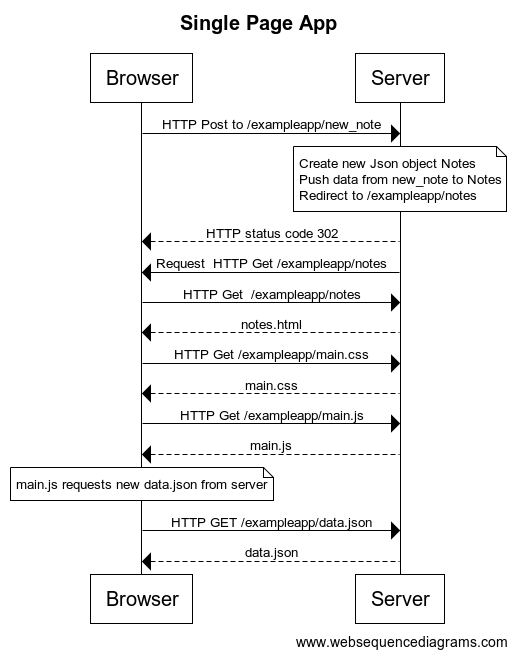 Single Page App
Browser
Server
HTTP Post to /exampleapp/new_note
Create new Json object Notes
Push data from new_note to Notes
Redirect to /exampleapp/notes
HTTP status code 302
Request  HTTP Get /exampleapp/notes
HTTP Get  /exampleapp/notes
notes.html
HTTP Get /exampleapp/main.css
main.css
HTTP Get /exampleapp/main.js
main.js
main.js requests new data.json from server
HTTP GET /exampleapp/data.json
data.json
Browser
Server
www.websequencediagrams.com